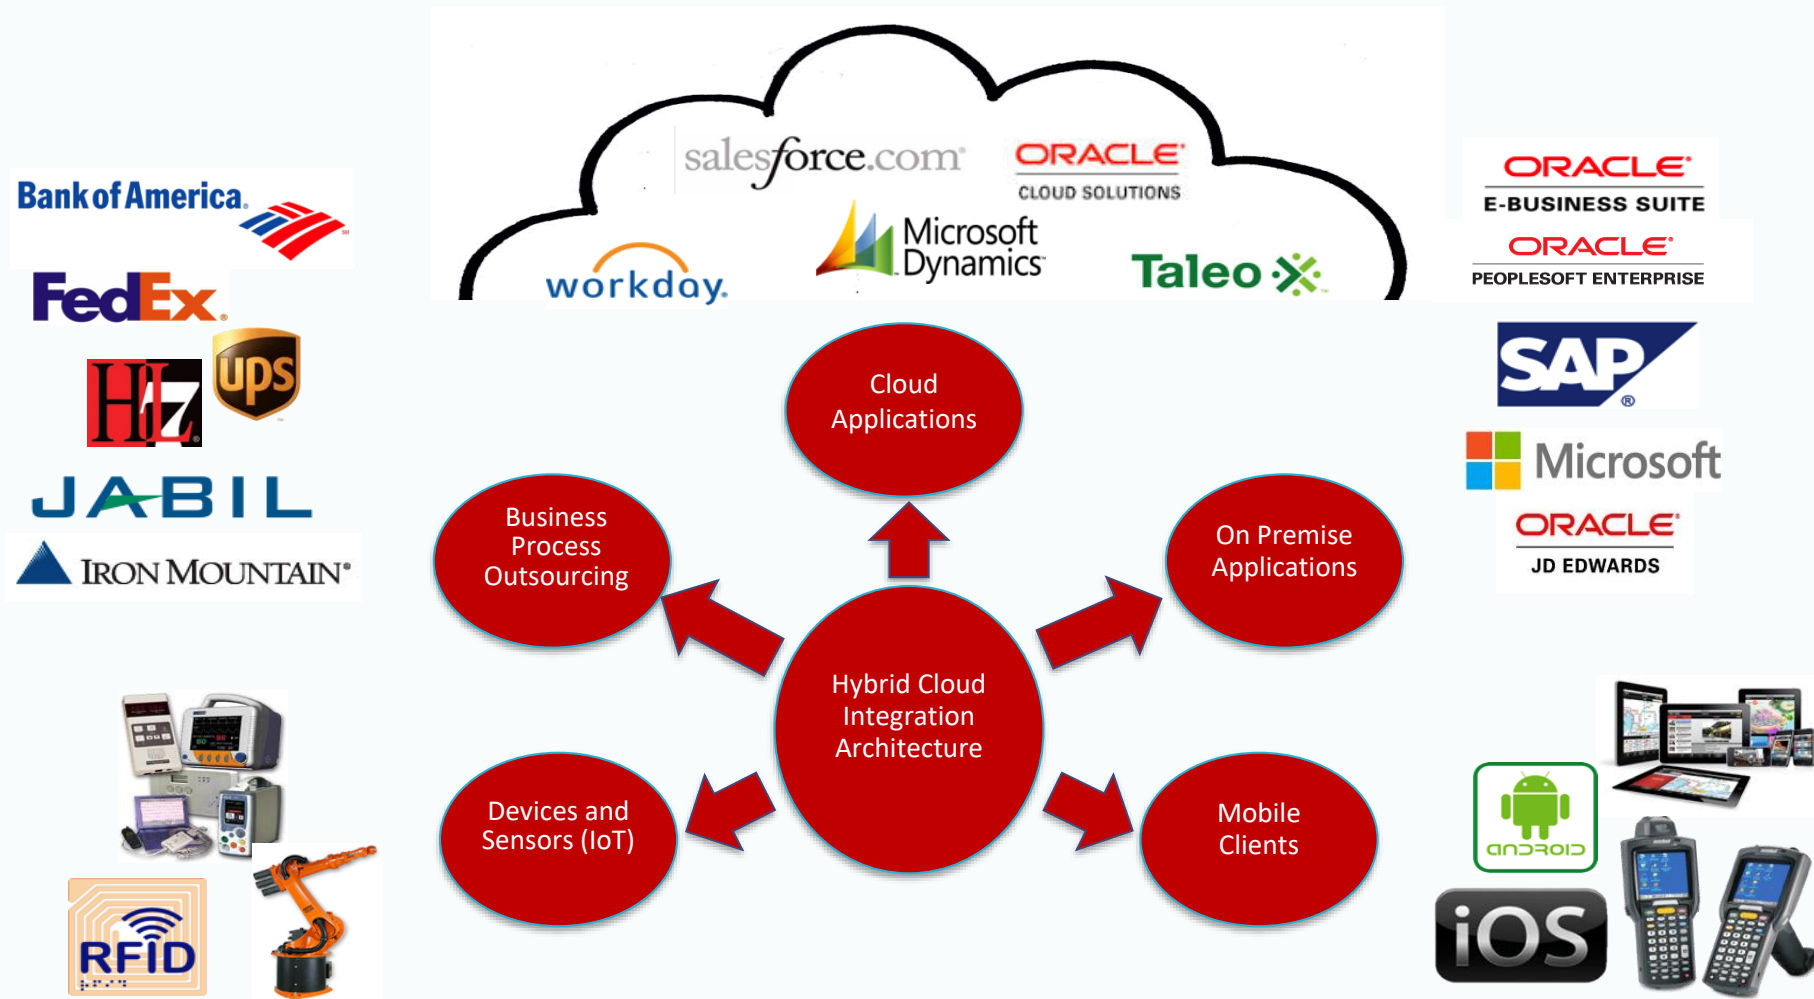 salesforce.com
ORACLE
CLOUD SOLUTIONS
Microsoft
Dynamics
workday.
Taleo
Bank of America
FedEx
ups
HL7
JABIL
IRON MOUNTAIN®
ORACLE
E-BUSINESS SUITE
ORACLE
PEOPLESOFT ENTERPRISE
SAP
®
Microsoft
ORACLE
JD EDWARDS
Cloud
Applications
Business
Process
Outsourcing
On Premise
Applications
Hybrid Cloud
Integration
Architecture
Devices and
Sensors (IoT)
Mobile
Clients
RFID
ANDROID
iOS